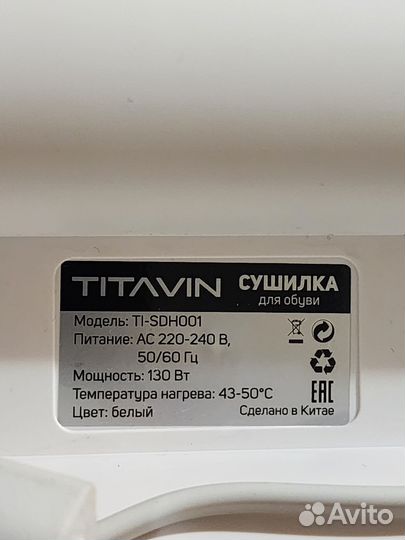 TITAVIN СУШИЛКА
для обуви
Модель: TI-SDH001
Питание: AC 220-240 В,
50/60 Гц
Мощность: 130 Вт
Температура нагрева: 43-50°C
Цвет: белый
EAC
Сделано в Китае
Avito